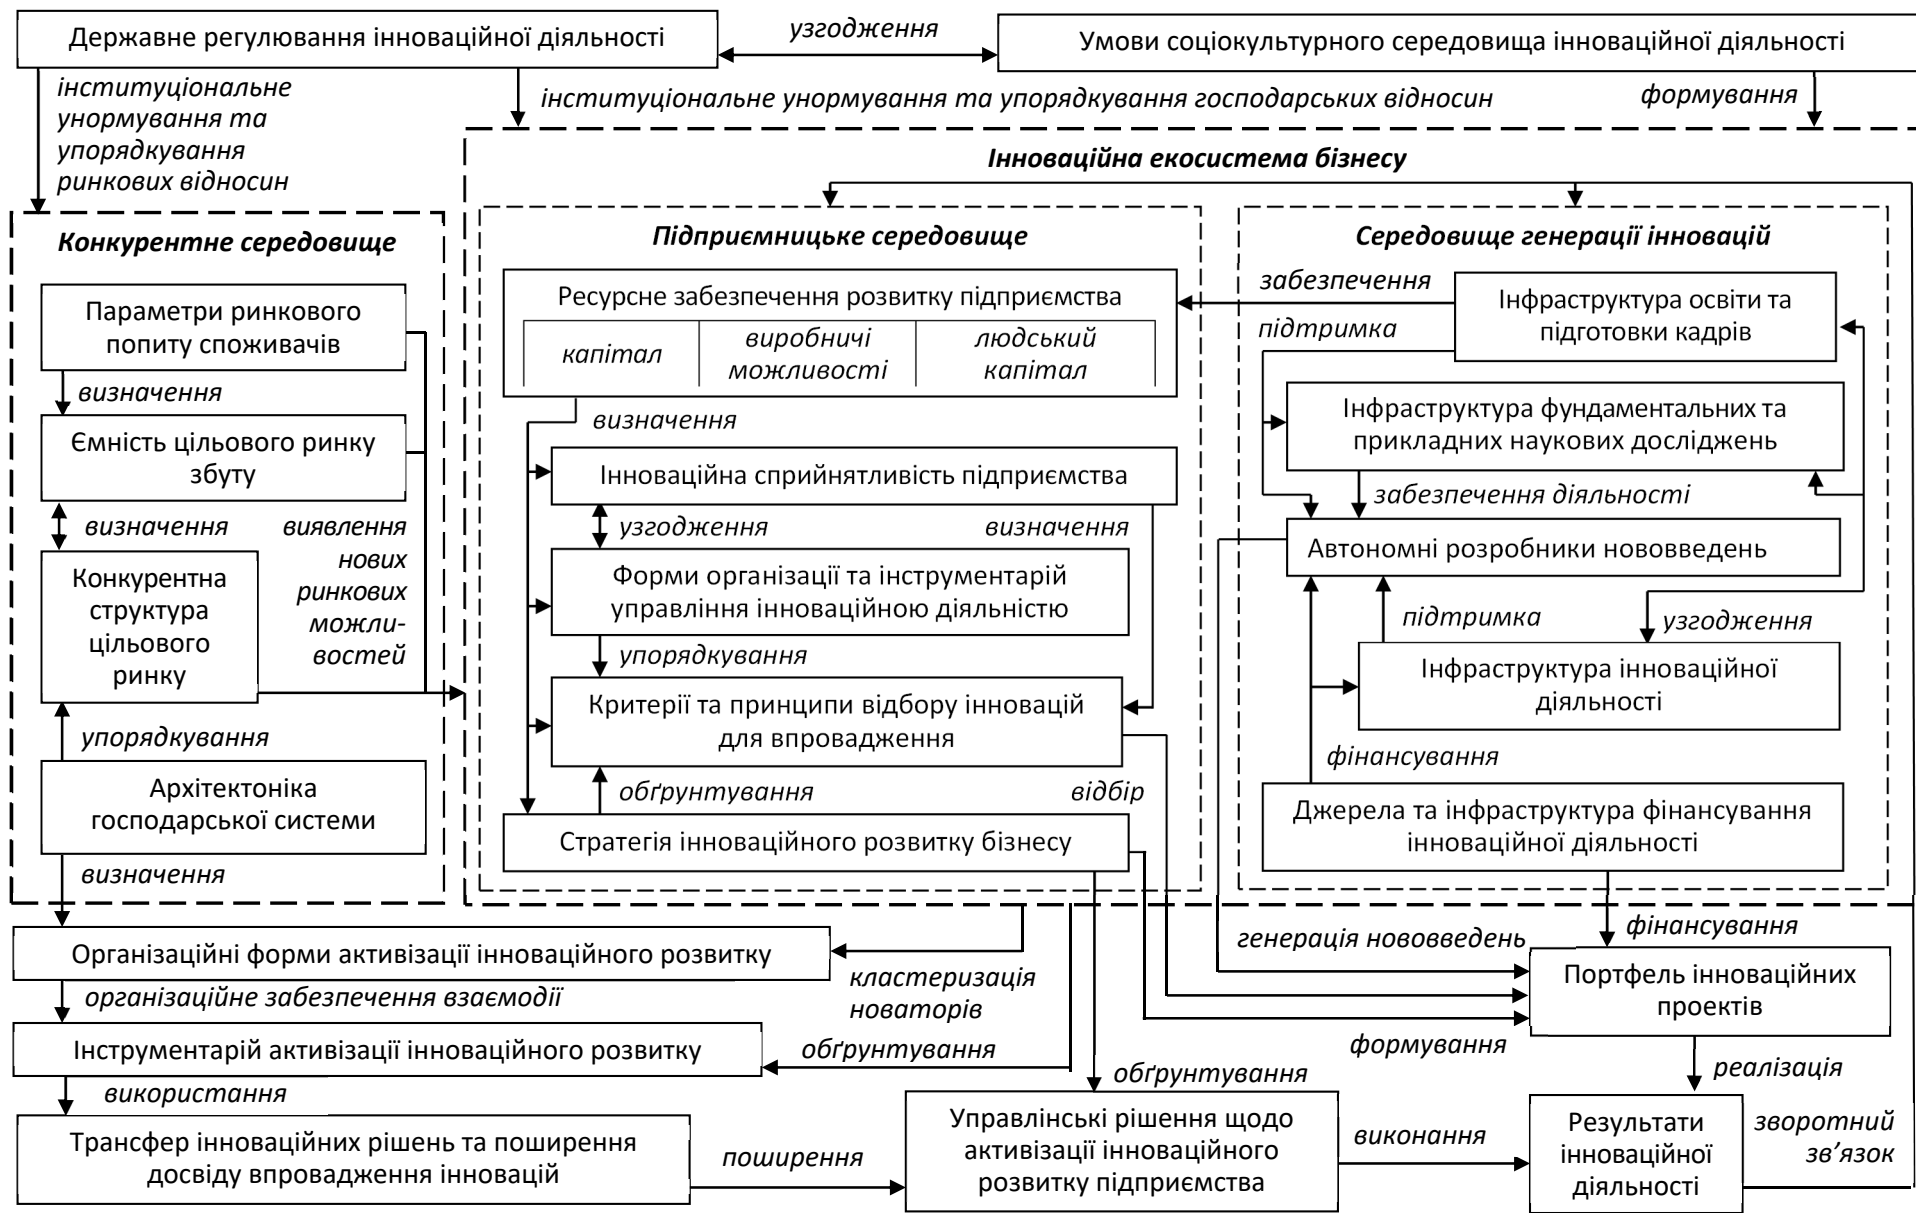 Державне регулювання інноваційної діяльності
узгодження
Умови соціокультурного середовища інноваційної діяльності
інституціональне
унормування та
упорядкування
ринкових відносин
інституціональне унормування та упорядкування господарських відносин
формування
Інноваційна екосистема бізнесу
Конкурентне середовище
Параметри ринкового
попиту споживачів
визначення
Ємність цільового ринку
збуту
визначення
виявлення
нових
ринкових
можли-
востей
Конкурентна
структура
цільового
ринку
упорядкування
Архітектоніка
господарської системи
визначення
Підприємницьке середовище
Ресурсне забезпечення розвитку підприємства
капітал
виробничі
можливості
людський
капітал
визначення
Інноваційна сприйнятливість підприємства
узгодження
визначення
Форми організації та інструментарій
управління інноваційною діяльністю
упорядкування
Критерії та принципи відбору інновацій
для впровадження
обґрунтування
відбір
Стратегія інноваційного розвитку бізнесу
Середовище генерації інновацій
забезпечення
Інфраструктура освіти та
підготовки кадрів
підтримка
Інфраструктура фундаментальних та
прикладних наукових досліджень
забезпечення діяльності
Автономні розробники нововведень
підтримка
узгодження
Інфраструктура інноваційної
діяльності
фінансування
Джерела та інфраструктура фінансування
інноваційної діяльності
Організаційні форми активізації інноваційного розвитку
кластеризація
новаторів
генерація нововведень
фінансування
Портфель інноваційних
проектів
організаційне забезпечення взаємодії
Інструментарій активізації інноваційного розвитку
обґрунтування
формування
реалізація
використання
обґрунтування
Трансфер інноваційних рішень та поширення
досвіду впровадження інновацій
поширення
Управлінські рішення щодо
активізації інноваційного
розвитку підприємства
виконання
Результати
інноваційної
діяльності
зворотний
зв’язок